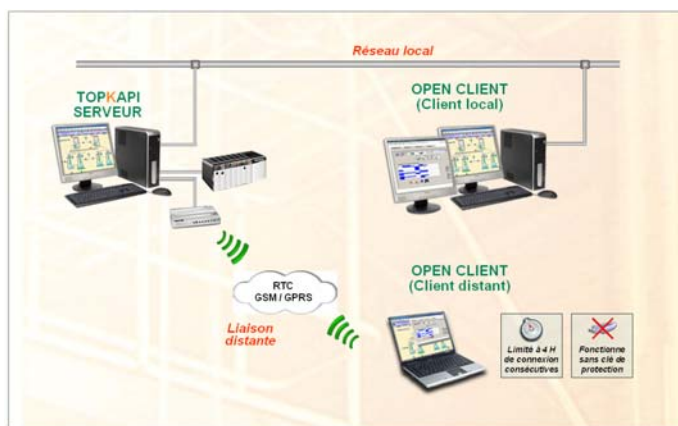 Réseau local
TOPKAPI
SERVEUR
OPEN CLIENT
(Client local)
RTC
GSM / GPRS
Liaison
distante
OPEN CLIENT
(Client distant)
Limité à 4 H
de connexion
consécutives
Fonctionne
sans clé de
protection